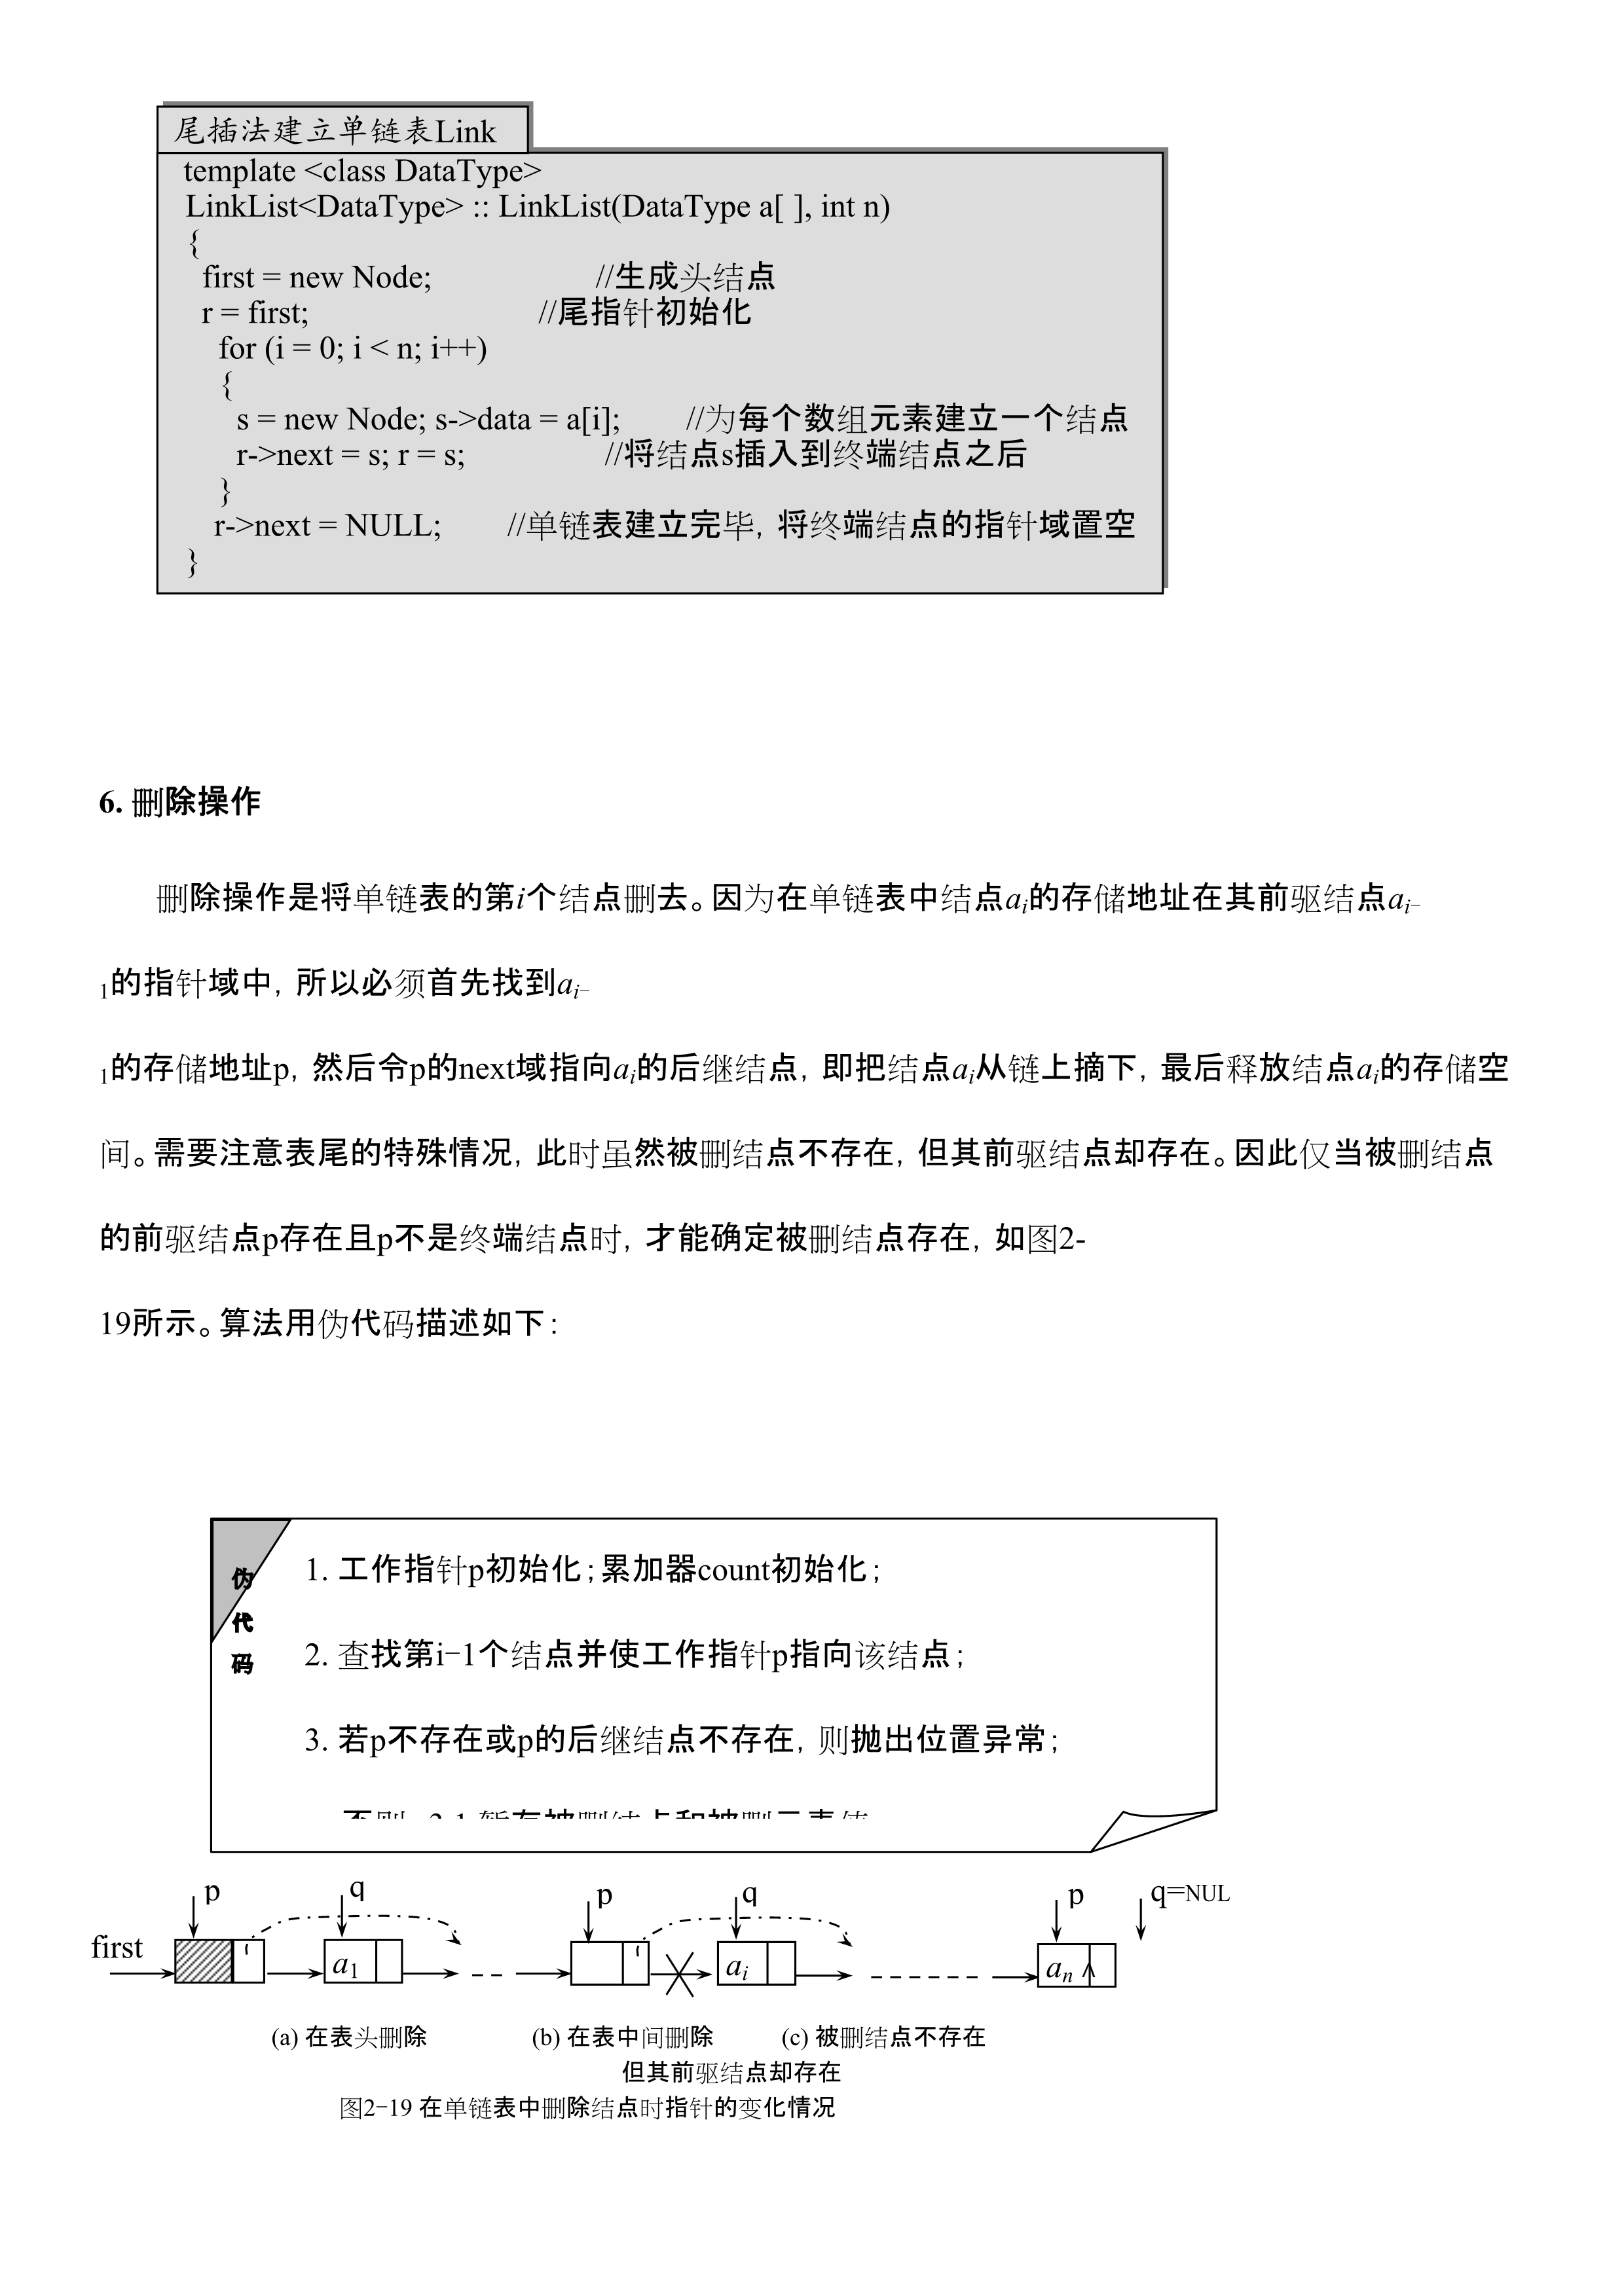 尾插法建立单链表Link
template <class DataType>
LinkList<DataType> :: LinkList(DataType a[ ], int n)
{
first = new Node; //生成头结点
r = first; //尾指针初始化
for (i = 0; i < n; i++)
{
s = new Node; s->data = a[i]; //为每个数组元素建立一个结点
r->next = s; r = s; //将结点s插入到终端结点之后
}
r->next = NULL; //单链表建立完毕，将终端结点的指针域置空
}
6. 删除操作
删除操作是将单链表的第i个结点删去。因为在单链表中结点ai的存储地址在其前驱结点ai−
1的指针域中，所以必须首先找到ai−
1的存储地址p，然后令p的next域指向ai的后继结点，即把结点ai从链上摘下，最后释放结点ai的存储空
间。需要注意表尾的特殊情况，此时虽然被删结点不存在，但其前驱结点却存在。因此仅当被删结点
的前驱结点p存在且p不是终端结点时，才能确定被删结点存在，如图2-
19所示。算法用伪代码描述如下：
伪
代
码
1. 工作指针p初始化；累加器count初始化；
2. 查找第i−1个结点并使工作指针p指向该结点；
3. 若p不存在或p的后继结点不存在，则抛出位置异常；
p q p q p q=NUL
first a1 ai an ∧
(a) 在表头删除 (b) 在表中间删除 (c) 被删结点不存在
但其前驱结点却存在
图2−19 在单链表中删除结点时指针的变化情况